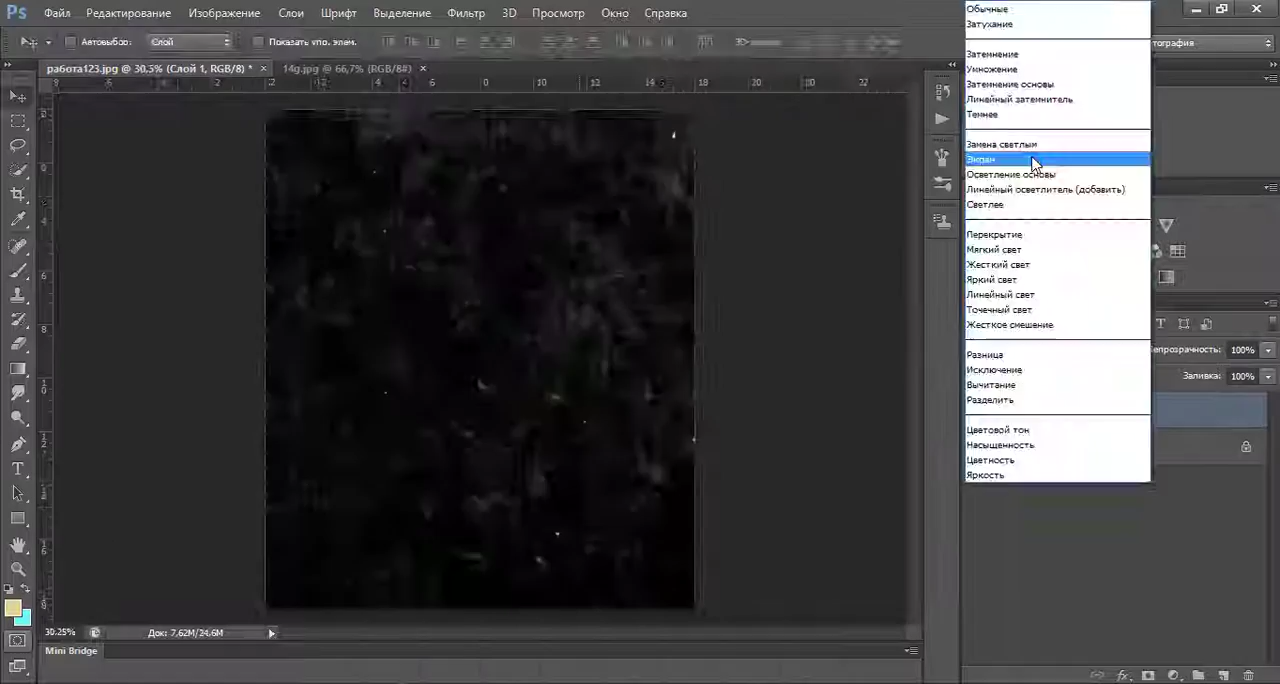 Ps Файл Редактирование Изображение Слои Шрифт Выделение Фильтр 3D Просмотр Окно Справка
Автовыбор: Слой Показать упр. элем.
работа123.jpg @ 30,5% (Слой 1, RGB/8) * × 14g.jpg @ 66,7% (RGB/8#) ×
Обычные
Затухание
Затемнение
Умножение
Затемнение основы
Линейный затемнитель
Темнее
Замена светлым
Экран
Осветление основы
Линейный осветлитель (добавить)
Светлее
Перекрытие
Мягкий свет
Жесткий свет
Яркий свет
Линейный свет
Точечный свет
Жесткое смешение
Разница
Исключение
Вычитание
Разделить
Цветовой тон
Насыщенность
Цветность
Яркость
тография
Непрозрачность: 100%
Заливка: 100%
30.25% Док: 7,62M/24,6M
Mini Bridge